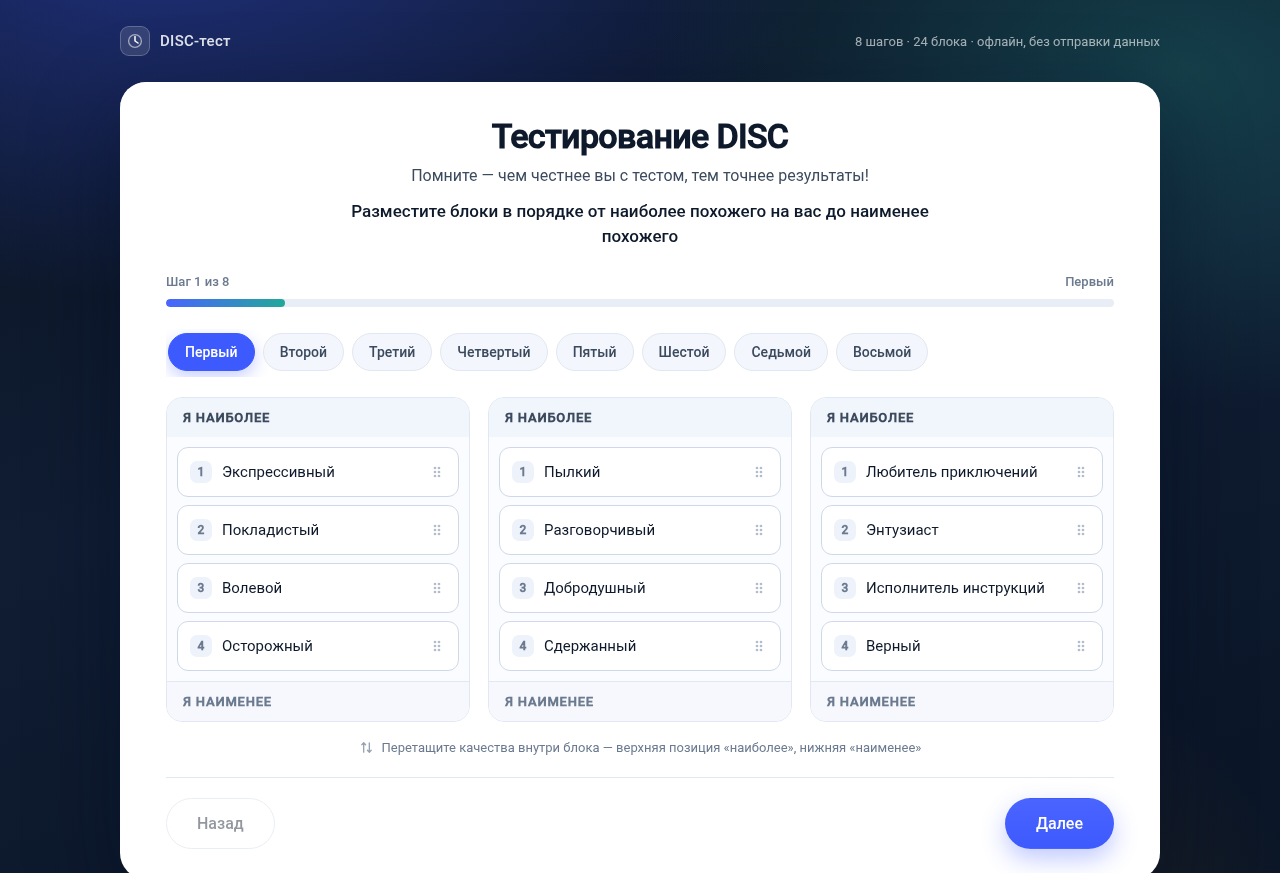 DISC-тест
8 шагов · 24 блока · офлайн, без отправки данных
Тестирование DISC
Помните — чем честнее вы с тестом, тем точнее результаты!
Разместите блоки в порядке от наиболее похожего на вас до наименее
похожего
Шаг 1 из 8
Первый
Первый
Второй
Третий
Четвертый
Пятый
Шестой
Седьмой
Восьмой
Я НАИБОЛЕЕ
1 Экспрессивный
2 Покладистый
3 Волевой
4 Осторожный
Я НАИМЕНЕЕ
Я НАИБОЛЕЕ
1 Пылкий
2 Разговорчивый
3 Добродушный
4 Сдержанный
Я НАИМЕНЕЕ
Я НАИБОЛЕЕ
1 Любитель приключений
2 Энтузиаст
3 Исполнитель инструкций
4 Верный
Я НАИМЕНЕЕ
Перетащите качества внутри блока — верхняя позиция «наиболее», нижняя «наименее»
Назад
Далее